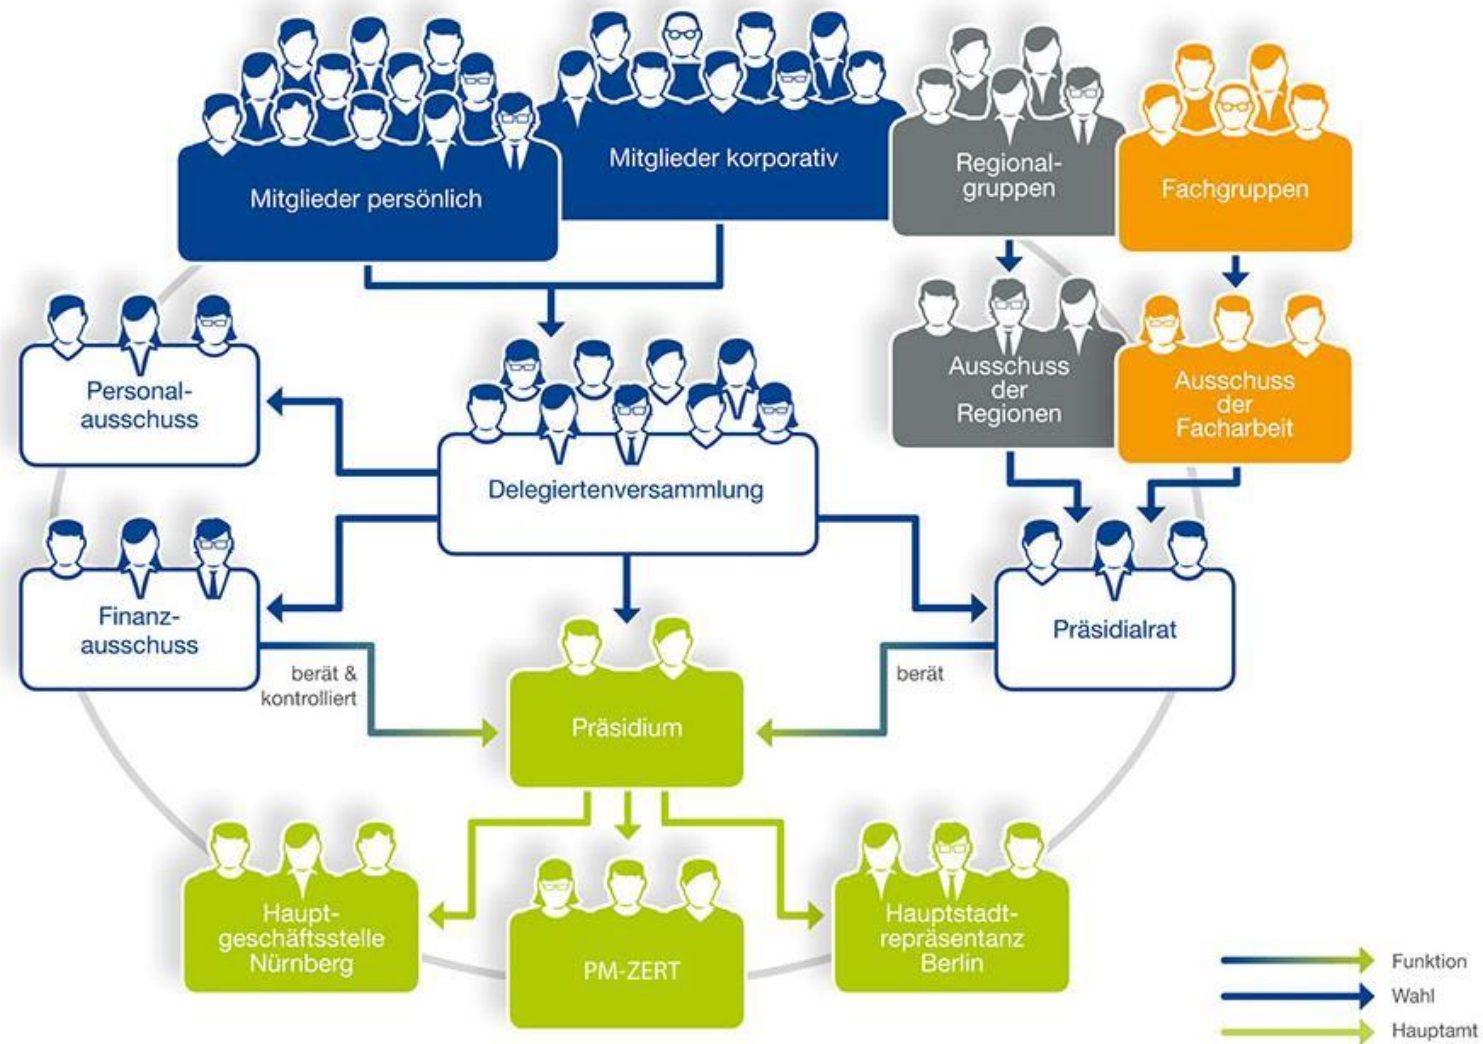 Mitglieder persönlich
Mitglieder korporativ
Regional-
gruppen
Fachgruppen
Personal-
ausschuss
Delegiertenversammlung
Ausschuss
der
Regionen
Ausschuss
der
Facharbeit
Finanz-
ausschuss
Präsidialrat
berät &
kontrolliert
Präsidium
berät
Haupt-
geschäftsstelle
Nürnberg
PM-ZERT
Hauptstadt-
repräsentanz
Berlin
Funktion
Wahl
Hauptamt